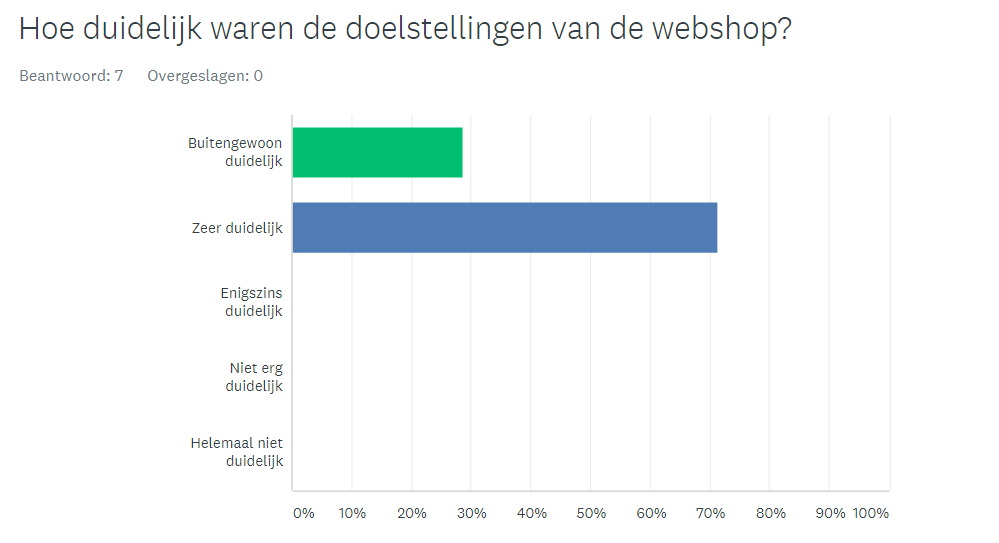 Hoe duidelijk waren de doelstellingen van de webshop?
Beantwoord: 7 Overgeslagen: 0
Buitengewoon
duidelijk
Zeer duidelijk
Enigszins
duidelijk
Niet erg
duidelijk
Helemaal niet
duidelijk
0% 10% 20% 30% 40% 50% 60% 70% 80% 90% 100%